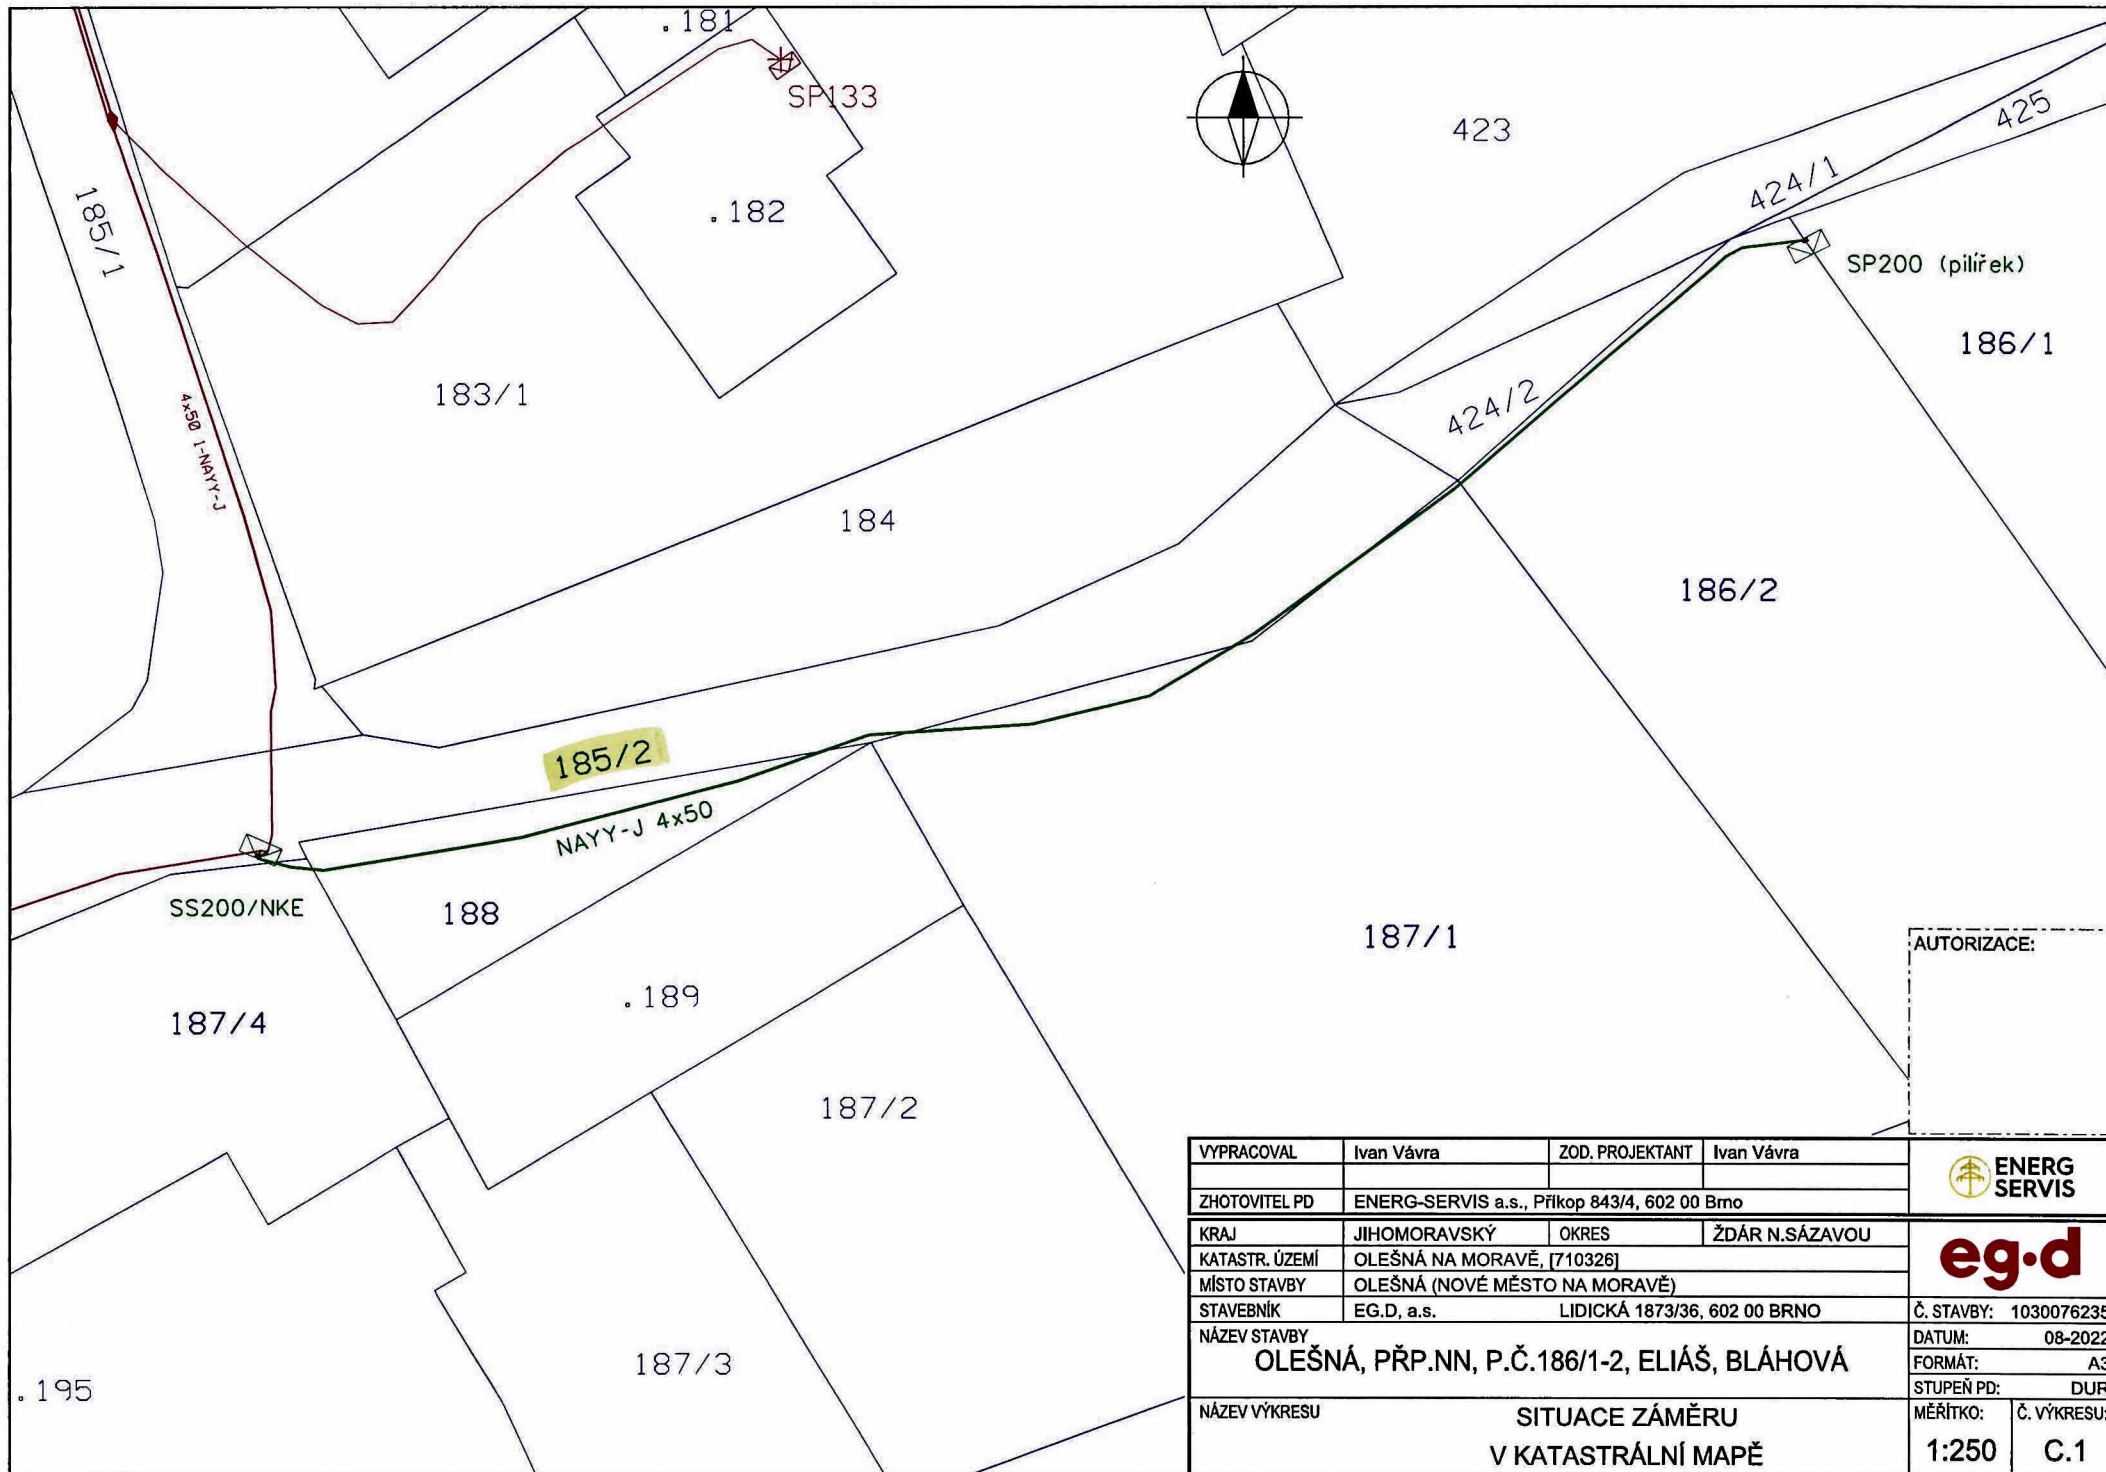 .181
SP133
423
425
424/1
185/1
.182
SP200 (pilířek)
186/1
183/1
4x50 1-NAYY-J
424/2
184
186/2
185/2
NAYY-J 4x50
SS200/NKE
188
187/1
AUTORIZACE:
.189
187/4
187/2
187/3
.195
VYPRACOVAL Ivan Vávra ZOD. PROJEKTANT Ivan Vávra
ENERG
SERVIS
ZHOTOVITEL PD ENERG-SERVIS a.s., Příkop 843/4, 602 00 Brno
KRAJ JIHOMORAVSKÝ OKRES ŽDÁR N.SÁZAVOU
eg·d
KATASTR. ÚZEMÍ OLEŠNÁ NA MORAVĚ, [710326]
MÍSTO STAVBY OLEŠNÁ (NOVÉ MĚSTO NA MORAVĚ)
STAVEBNÍK EG.D, a.s. LIDICKÁ 1873/36, 602 00 BRNO
Č. STAVBY: 1030076235
NÁZEV STAVBY
OLEŠNÁ, PŘP.NN, P.Č.186/1-2, ELIÁŠ, BLÁHOVÁ
DATUM: 08-2022
FORMÁT: A3
STUPEŇ PD: DUR
NÁZEV VÝKRESU
SITUACE ZÁMĚRU
V KATASTRÁLNÍ MAPĚ
MĚŘÍTKO: Č. VÝKRESU:
1:250 C.1